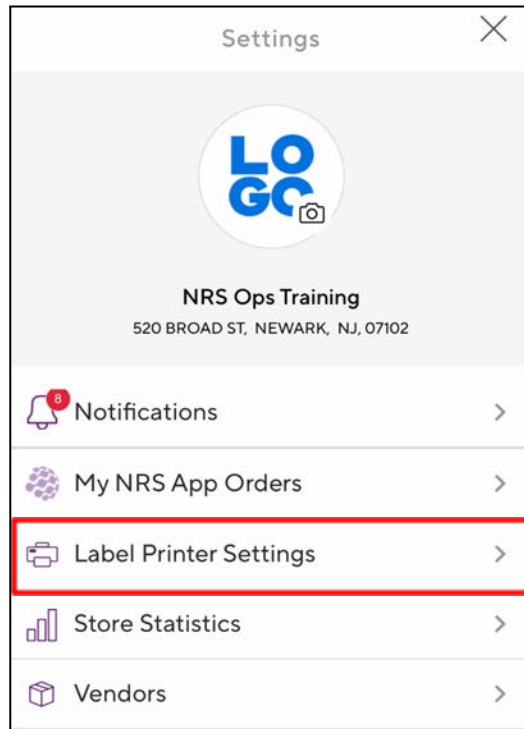 Settings
LO
GO
NRS Ops Training
520 BROAD ST, NEWARK, NJ, 07102
8
Notifications
My NRS App Orders
Label Printer Settings
Store Statistics
Vendors